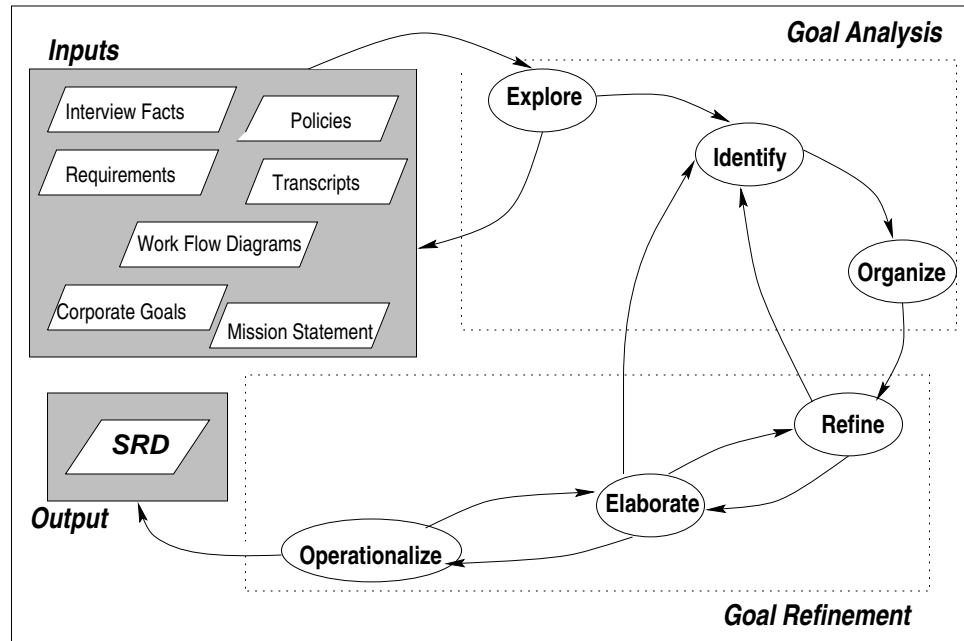 Inputs
Goal Analysis
Interview Facts
Policies
Requirements
Transcripts
Work Flow Diagrams
Corporate Goals
Mission Statement
Explore
Identify
Organize
Refine
Elaborate
Operationalize
SRD
Output
Goal Refinement